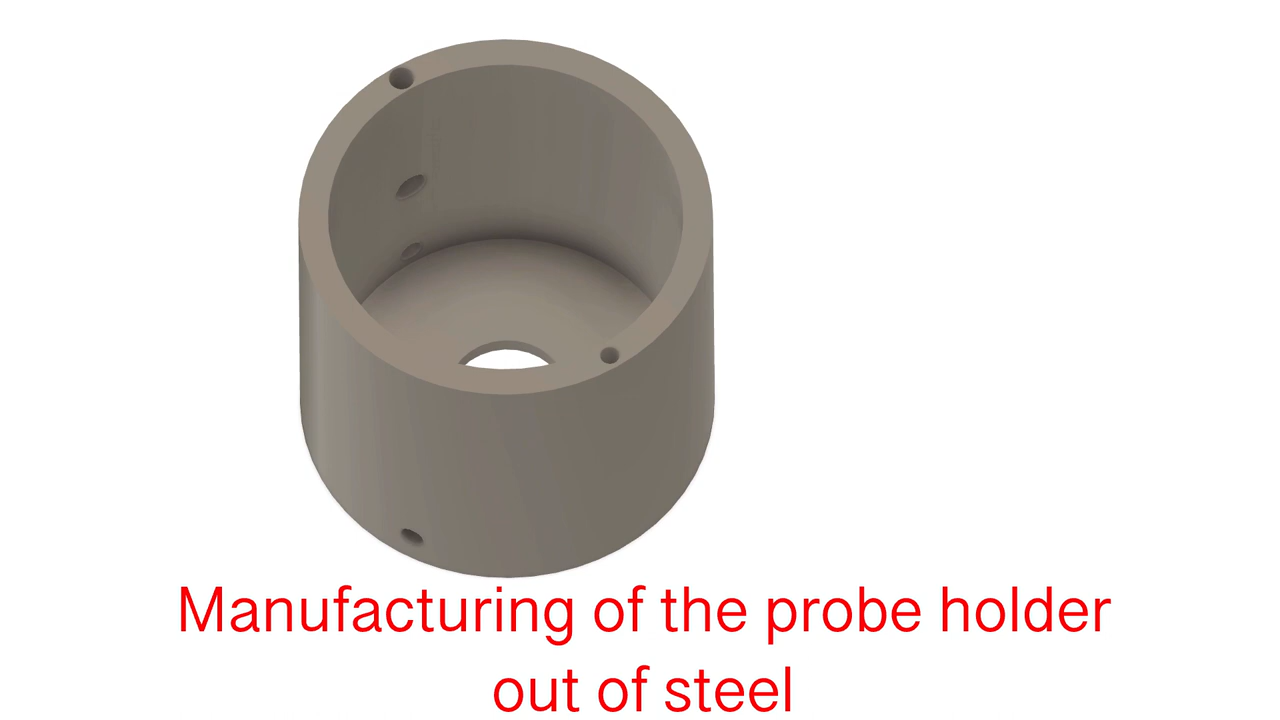 Manufacturing of the probe holder
out of steel